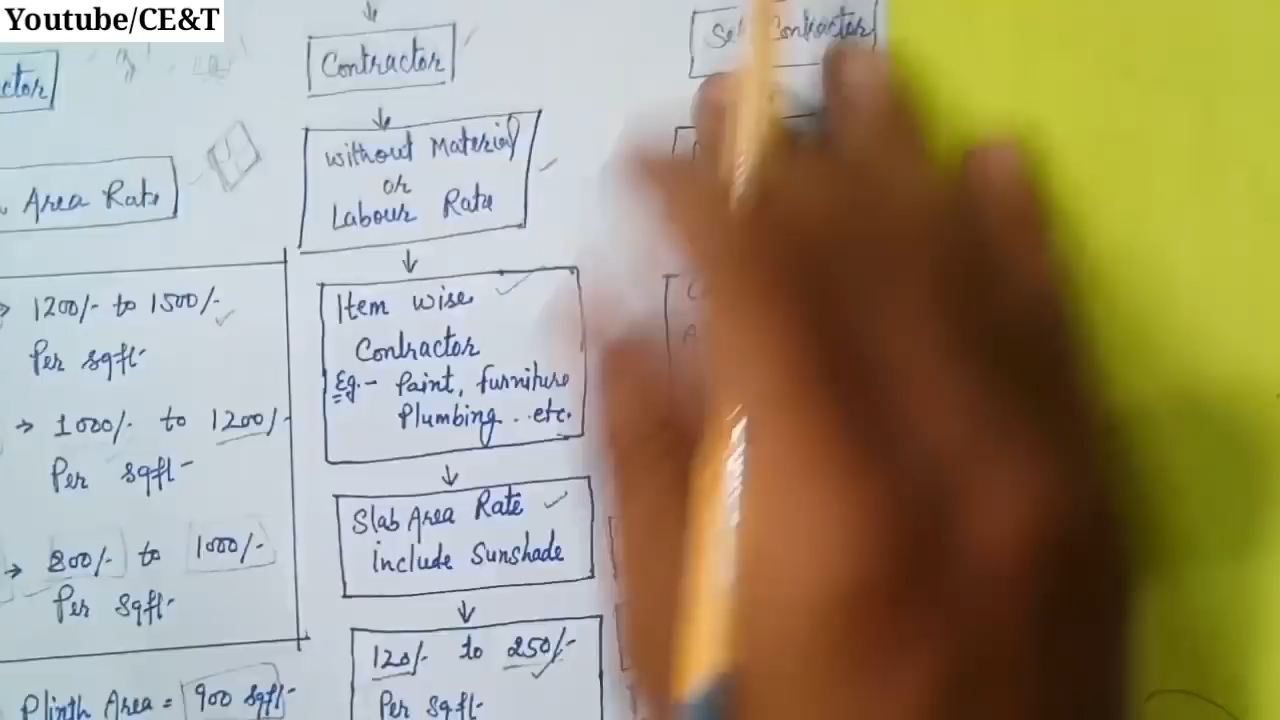 Youtube/CE&T
ctor
Area Rate
1200/- to 1500/-
Per sqft-
→ 1000/- to 1200/-
Per sqft-
→ 800/- to 1000/-
Per sqft-
Plinth Area = 900 sqft-
Contractor
Without Material
or
Labour Rate
Item wise
Contractor
Eg:- Paint, furniture
Plumbing .. etc.
Slab Area Rate
include Sunshade
120/- to 250/-
Per sqft-
Contractor